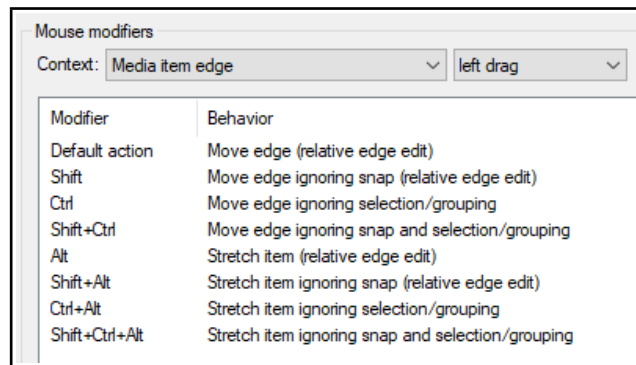 Mouse modifiers
Context: Media item edge left drag
Modifier Behavior
Default action Move edge (relative edge edit)
Shift Move edge ignoring snap (relative edge edit)
Ctrl Move edge ignoring selection/grouping
Shift+Ctrl Move edge ignoring snap and selection/grouping
Alt Stretch item (relative edge edit)
Shift+Alt Stretch item ignoring snap (relative edge edit)
Ctrl+Alt Stretch item ignoring selection/grouping
Shift+Ctrl+Alt Stretch item ignoring snap and selection/grouping